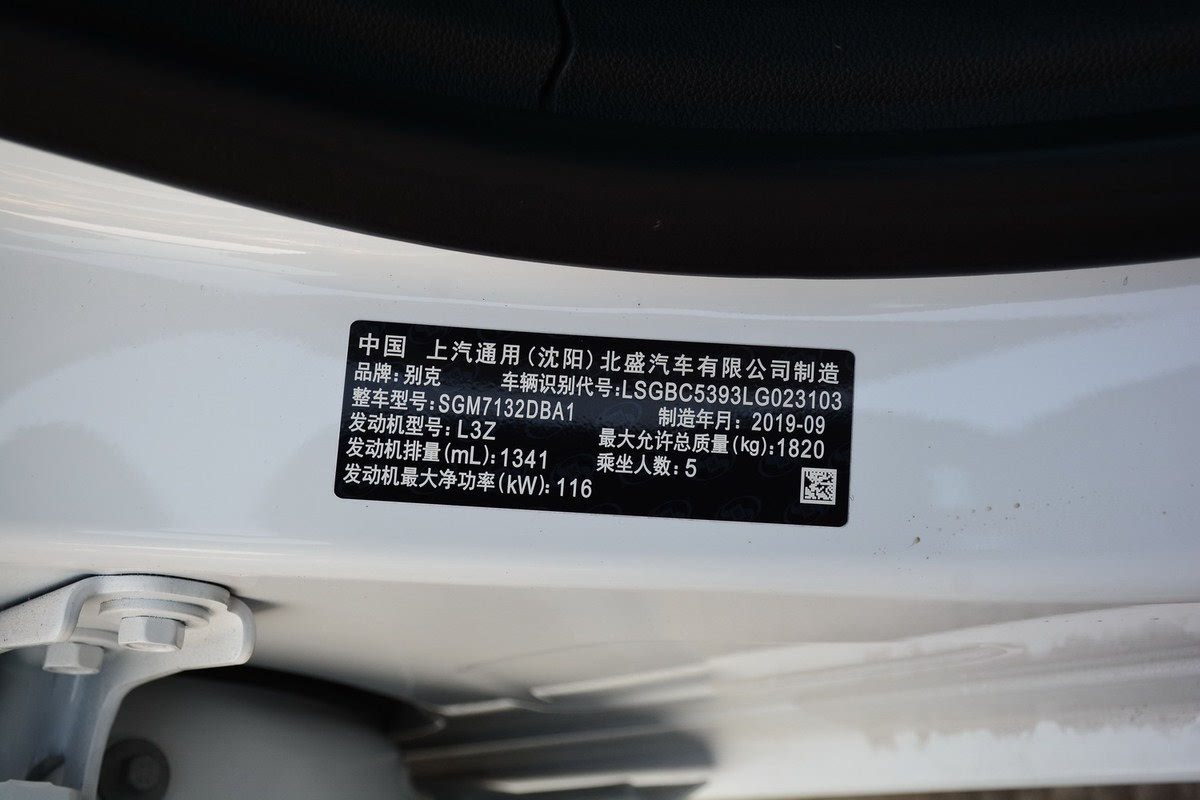 中国 上汽通用(沈阳)北盛汽车有限公司制造
品牌:别克 车辆识别代号:LSGBC5393LG023103
整车型号:SGM7132DBA1 制造年月:2019-09
发动机型号:L3Z 最大允许总质量(kg):1820
发动机排量(mL):1341 乘坐人数:5
发动机最大净功率(kW):116